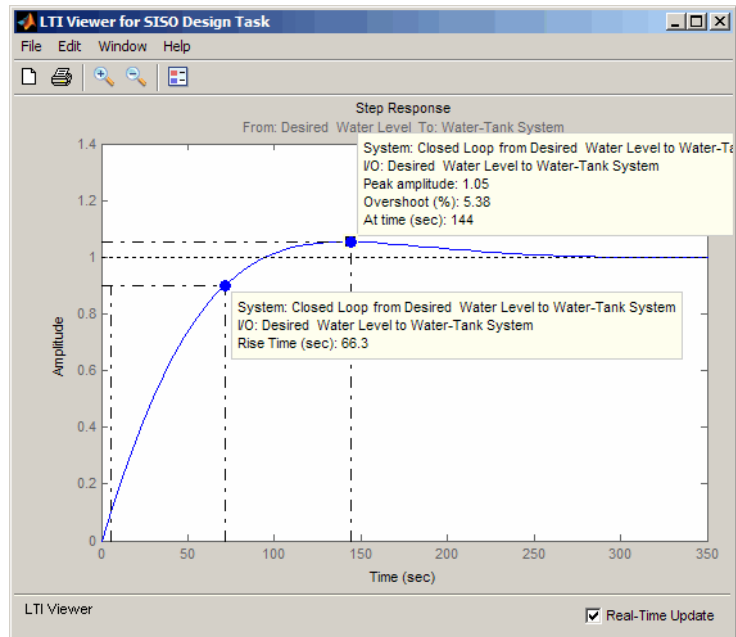 LTI Viewer for SISO Design Task
File Edit Window Help
Step Response
From: Desired Water Level To: Water-Tank System
System: Closed Loop from Desired Water Level to Water-Ta
I/O: Desired Water Level to Water-Tank System
Peak amplitude: 1.05
Overshoot (%): 5.38
At time (sec): 144
System: Closed Loop from Desired Water Level to Water-Tank System
I/O: Desired Water Level to Water-Tank System
Rise Time (sec): 66.3
Amplitude
1.4
1.2
1
0.8
0.6
0.4
0.2
0
0 50 100 150 200 250 300 350
Time (sec)
LTI Viewer
Real-Time Update